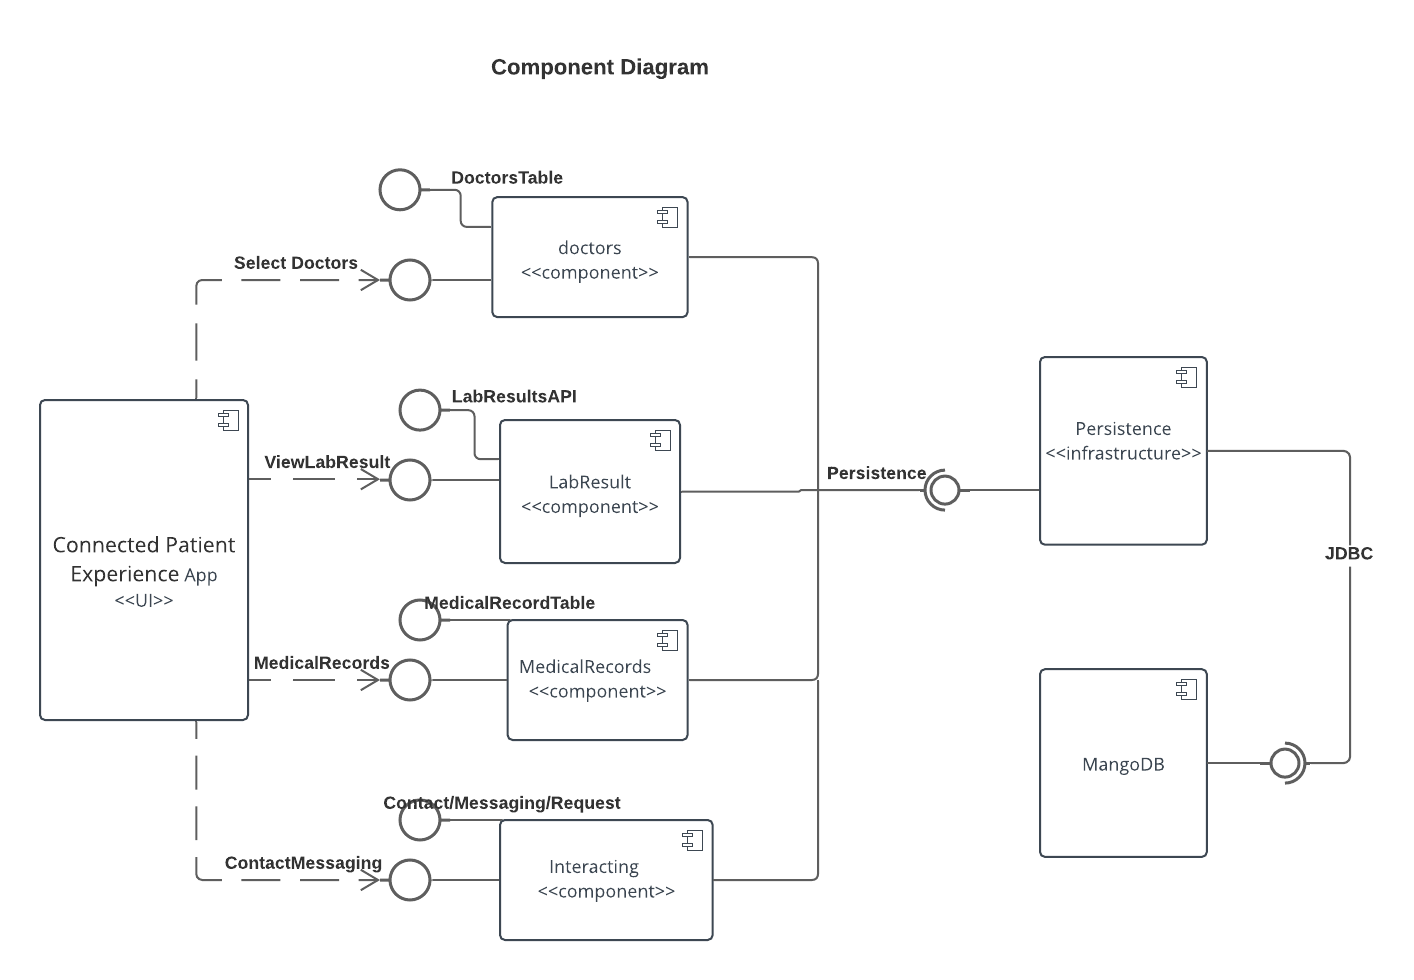 Component Diagram
DoctorsTable
doctors
<<component>>
Select Doctors
LabResultsAPI
LabResult
<<component>>
ViewLabResult
Connected Patient
Experience App
<<UI>>
MedicalRecordTable
MedicalRecords
<<component>>
MedicalRecords
Contact/Messaging/Request
Interacting
<<component>>
ContactMessaging
Persistence
Persistence
<<infrastructure>>
JDBC
MangoDB